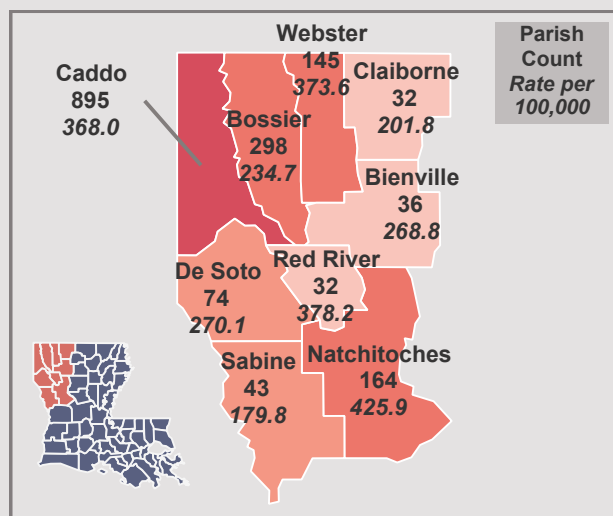 Webster
145
373.6
Parish
Count
Rate per
100,000
Caddo
895
368.0
Claiborne
32
201.8
Bossier
298
234.7
Bienville
36
268.8
De Soto
74
270.1
Red River
32
378.2
Sabine
43
179.8
Natchitoches
164
425.9